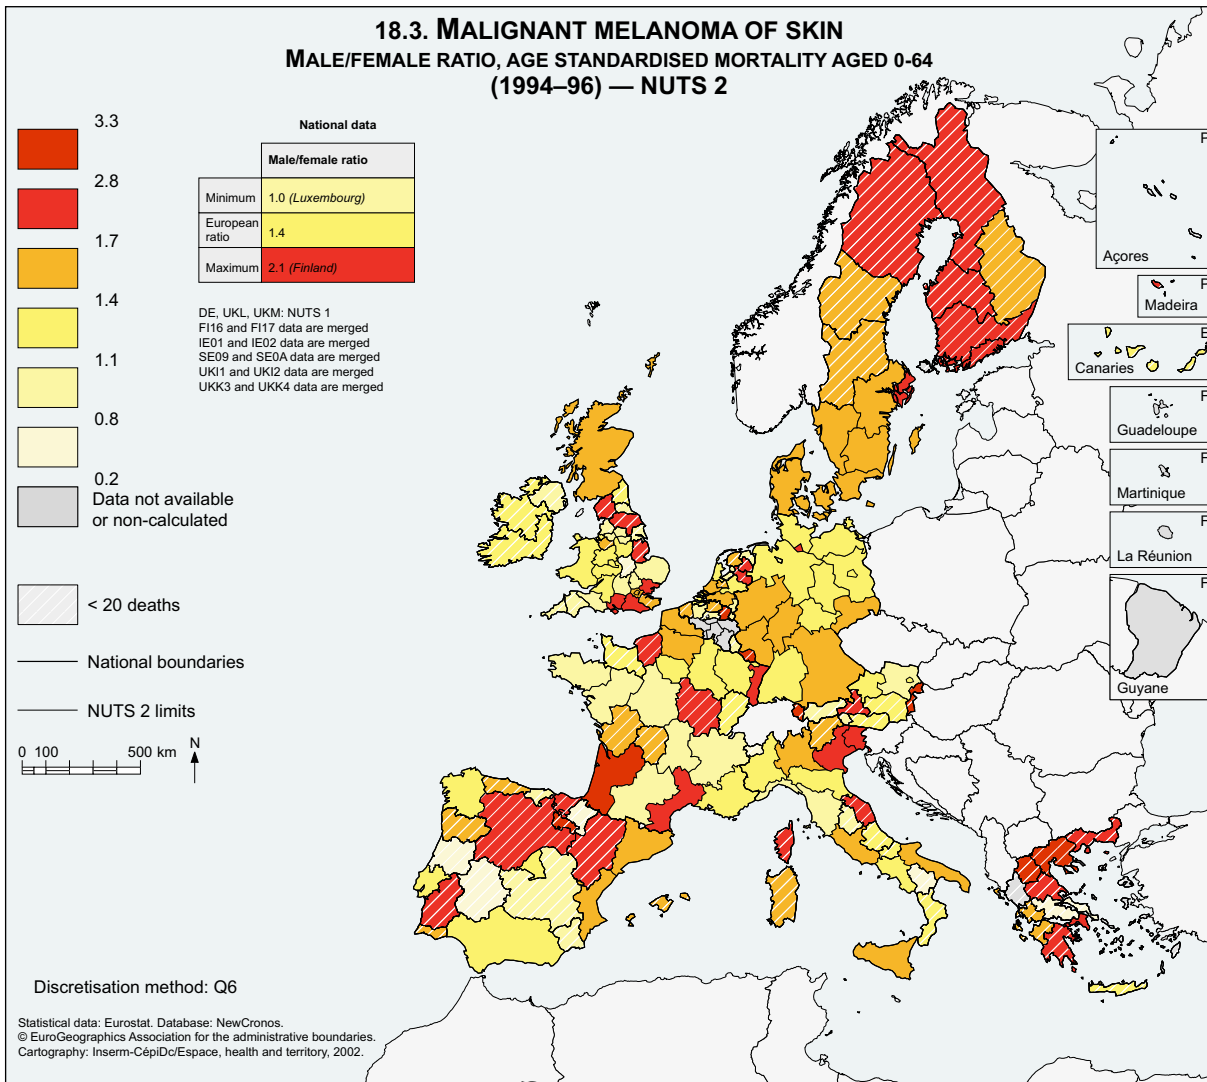 18.3. MALIGNANT MELANOMA OF SKIN
MALE/FEMALE RATIO, AGE STANDARDISED MORTALITY AGED 0-64
(1994–96) — NUTS 2
3.3
2.8
1.7
1.4
1.1
0.8
0.2
Data not available
or non-calculated
< 20 deaths
National boundaries
NUTS 2 limits
0 100 500 km
N
National data
Male/female ratio
Minimum 1.0 (Luxembourg)
European
ratio 1.4
Maximum 2.1 (Finland)
DE, UKL, UKM: NUTS 1
FI16 and FI17 data are merged
IE01 and IE02 data are merged
SE09 and SE0A data are merged
UKI1 and UKI2 data are merged
UKK3 and UKK4 data are merged
Açores
Madeira
Canaries
E
F
Guadeloupe
F
Martinique
F
La Réunion
F
Guyane
Discretisation method: Q6
Statistical data: Eurostat. Database: NewCronos.
© EuroGeographics Association for the administrative boundaries.
Cartography: Inserm-CépiDc/Espace, health and territory, 2002.